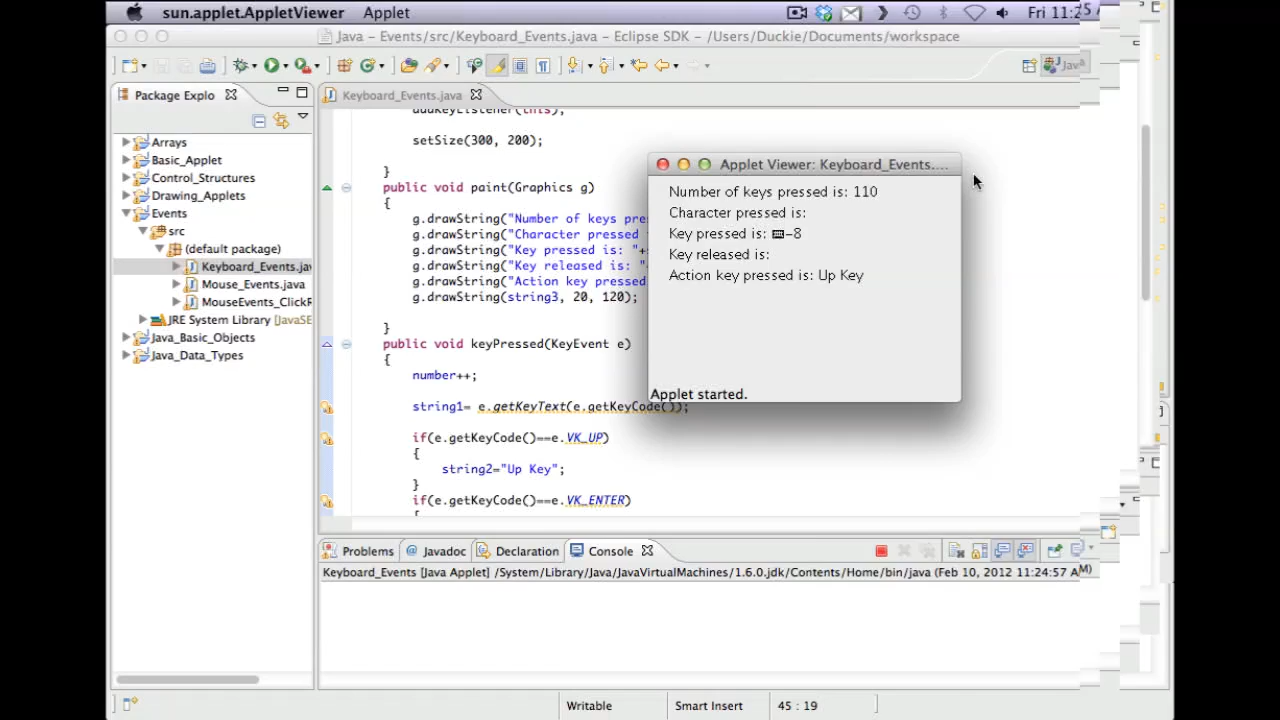 sun.applet.AppletViewer Applet Fri 11:25 A
Java – Events/src/Keyboard_Events.java – Eclipse SDK – /Users/Duckie/Documents/workspace
Java
Package Explo
Keyboard_Events.java
addKeyListener(this);
Arrays
setSize(300, 200);
Basic_Applet
}
Control_Structures
public void paint(Graphics g)
Drawing_Applets
{
Events
g.drawString("Number of keys pres
src
g.drawString("Character pressed
(default package)
g.drawString("Key pressed is: "+
Keyboard_Events.jav
g.drawString("Key released is: "
Mouse_Events.java
g.drawString("Action key pressed
MouseEvents_ClickR
g.drawString(string3, 20, 120);
JRE System Library [JavaSE
}
Java_Basic_Objects
public void keyPressed(KeyEvent e)
Java_Data_Types
{
number++;
string1= e.getKeyText(e.getKeyCode());
if(e.getKeyCode()==e.VK_UP)
{
string2="Up Key";
}
if(e.getKeyCode()==e.VK_ENTER)
{
Applet Viewer: Keyboard_Events....
Number of keys pressed is: 110
Character pressed is:
Key pressed is: ⌨-8
Key released is:
Action key pressed is: Up Key
Applet started.
Problems @ Javadoc Declaration Console
Keyboard_Events [Java Applet] /System/Library/Java/JavaVirtualMachines/1.6.0.jdk/Contents/Home/bin/java (Feb 10, 2012 11:24:57 AM)
Writable Smart Insert 45 : 19